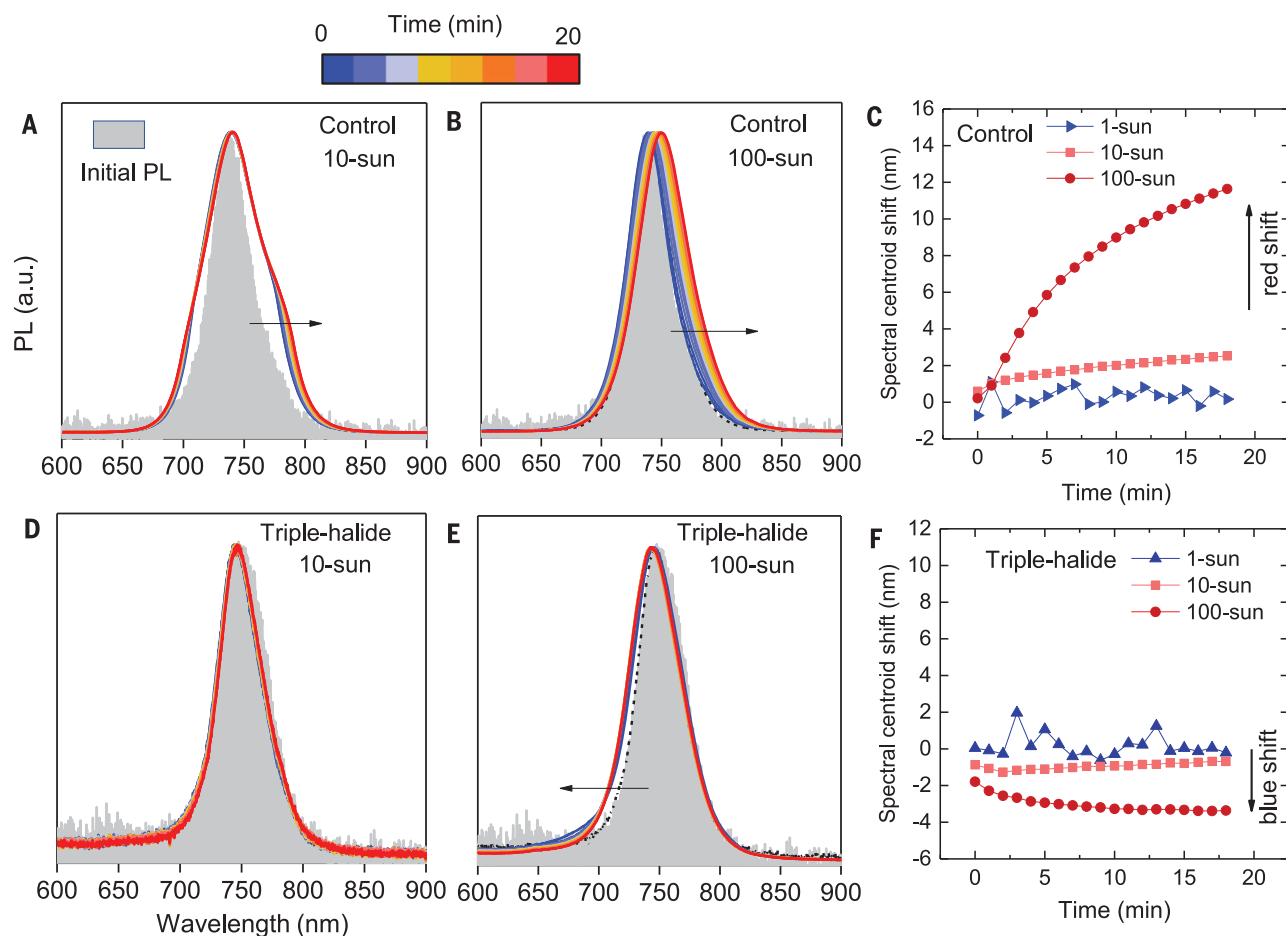 Time (min)
0 20
A
Initial PL
Control
10-sun
B
Control
100-sun
PL (a.u.)
600 650 700 750 800 850 900
600 650 700 750 800 850 900
C
Control
1-sun
10-sun
100-sun
red shift
Spectral centroid shift (nm)
16
14
12
10
8
6
4
2
0
-2
0 5 10 15 20
Time (min)
D
Triple-halide
10-sun
E
Triple-halide
100-sun
600 650 700 750 800 850 900
600 650 700 750 800 850 900
Wavelength (nm)
F
Triple-halide
1-sun
10-sun
100-sun
blue shift
Spectral centroid shift (nm)
12
10
8
6
4
2
0
-2
-4
-6
0 5 10 15 20
Time (min)